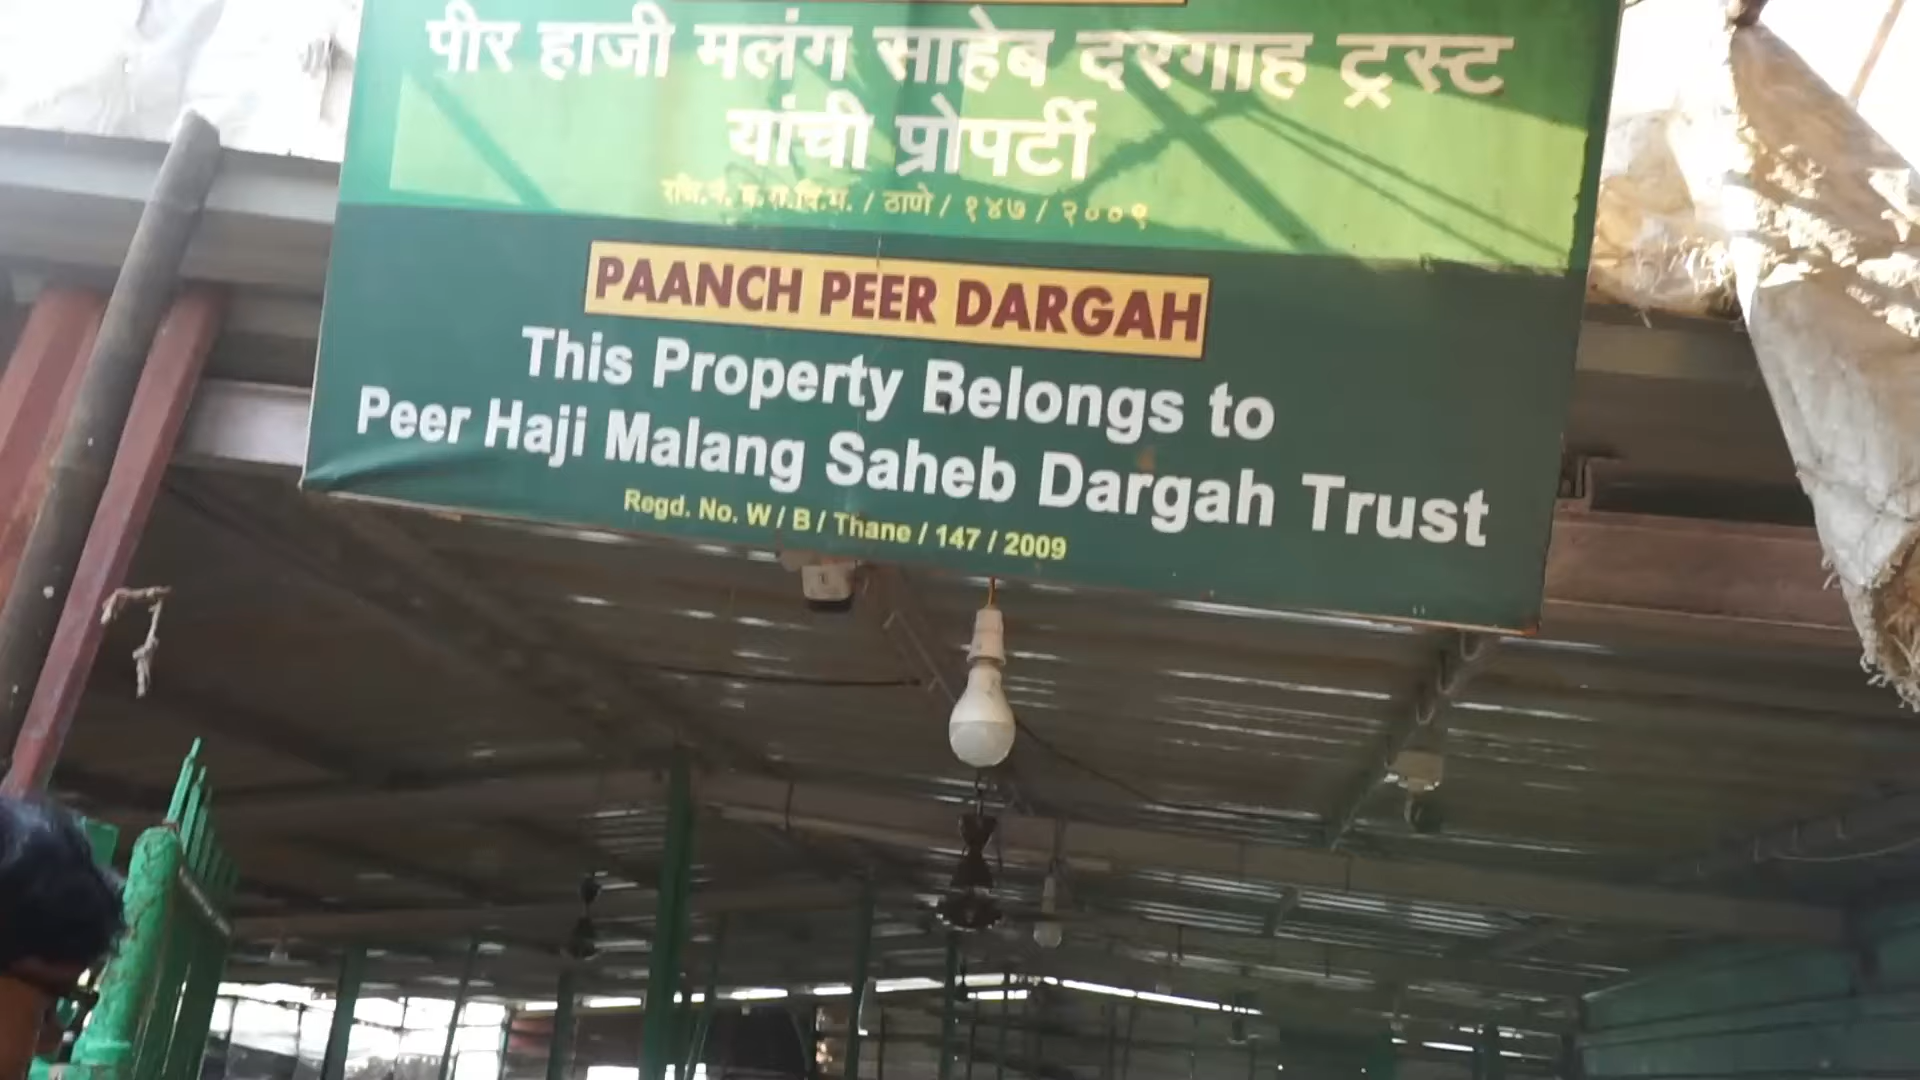 पीर हाजी मलंग साहेब दरगाह ट्रस्ट
यांची प्रोपर्टी
रजि.नं. म.रा.वि.म. / ठाणे / १४७ / २००९
PAANCH PEER DARGAH
This Property Belongs to
Peer Haji Malang Saheb Dargah Trust
Regd. No. W / B / Thane / 147 / 2009